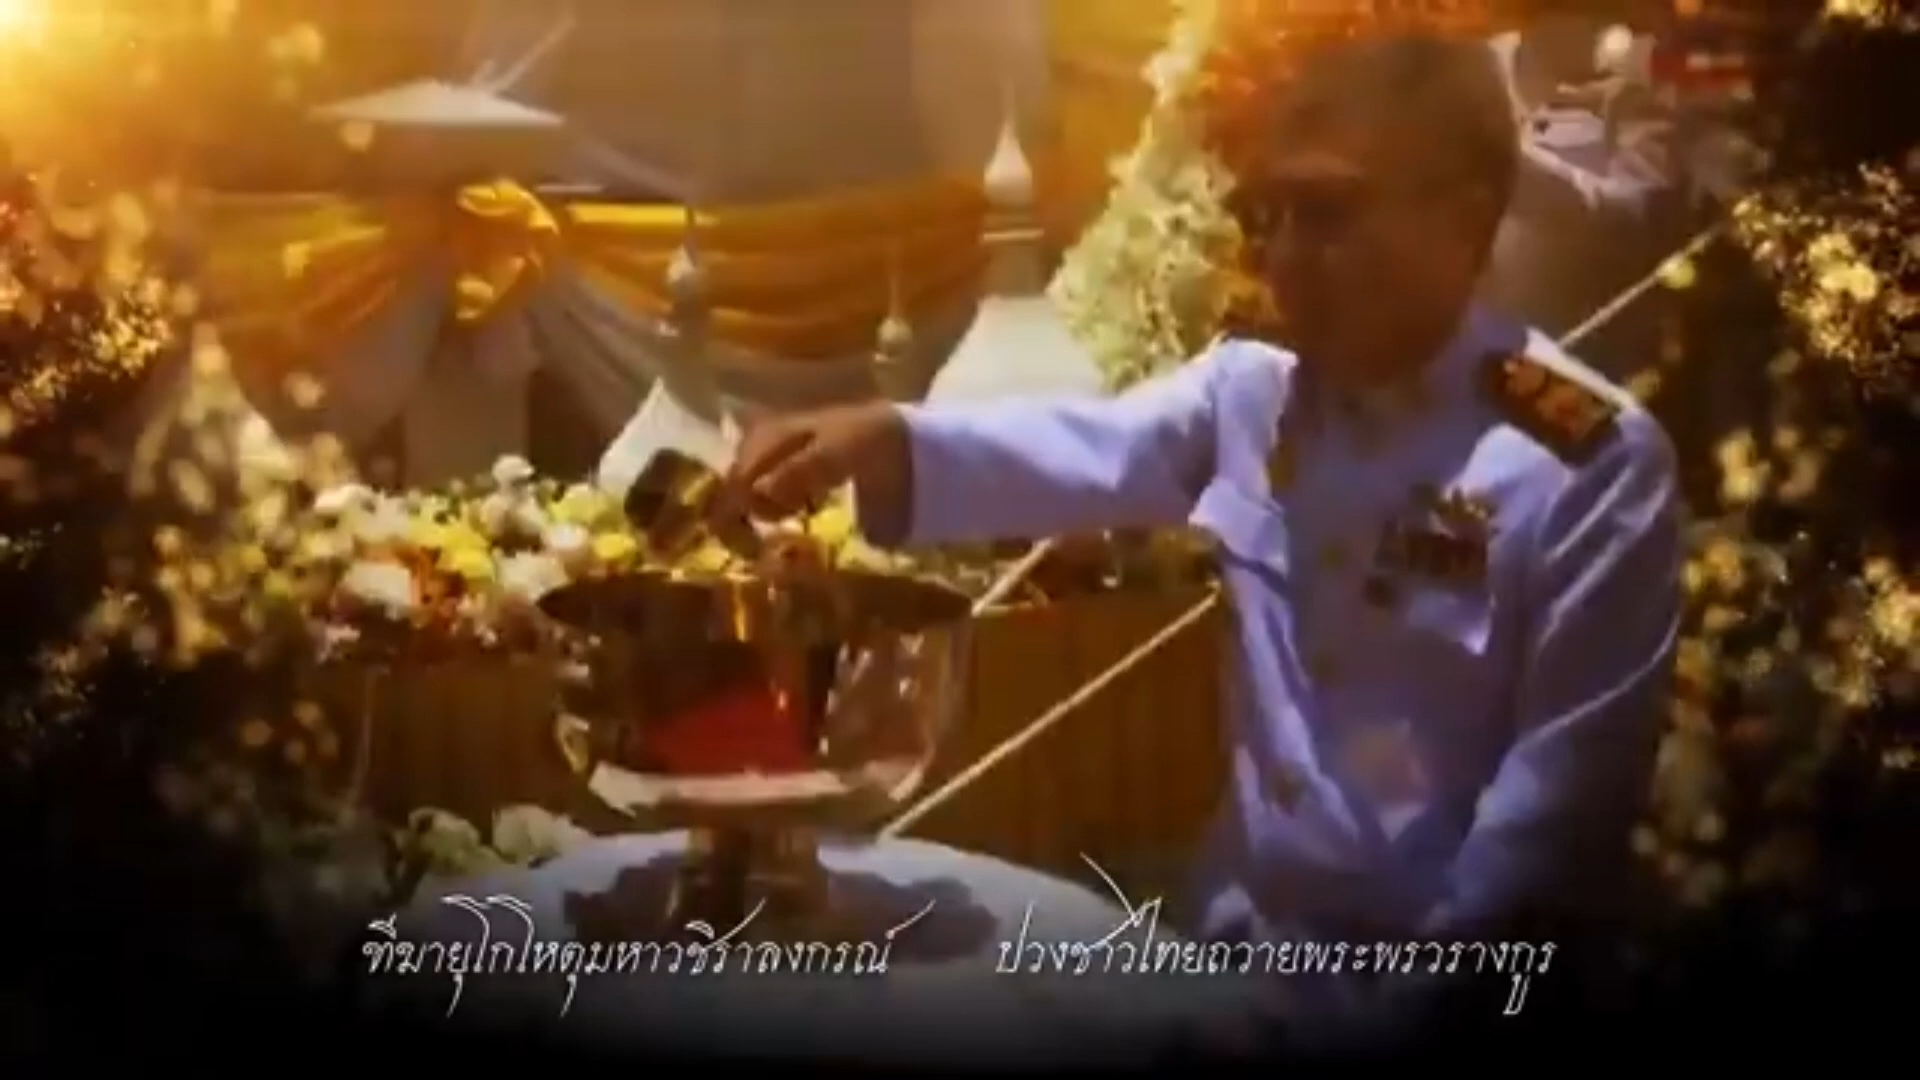 ทีฆายุโกโหตุมหาวชิราลงกรณ์ ปวงชาวไทยถวายพระพรวรางกูร